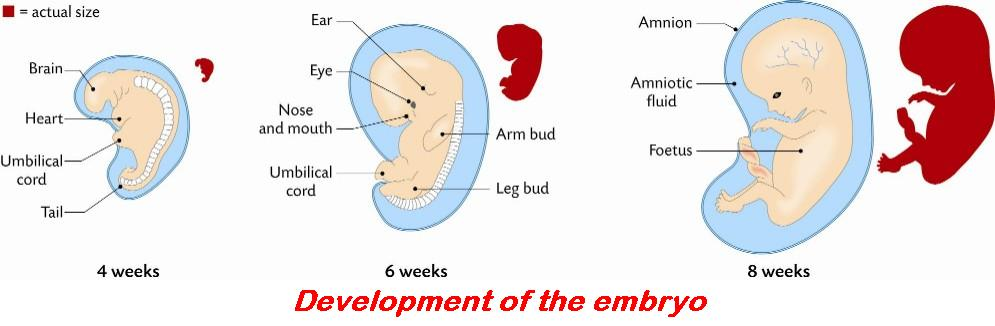 = actual size
Brain
Heart
Umbilical
cord
Tail
4 weeks
Ear
Eye
Nose
and mouth
Umbilical
cord
Arm bud
Leg bud
6 weeks
Amnion
Amniotic
fluid
Foetus
8 weeks
Development of the embryo